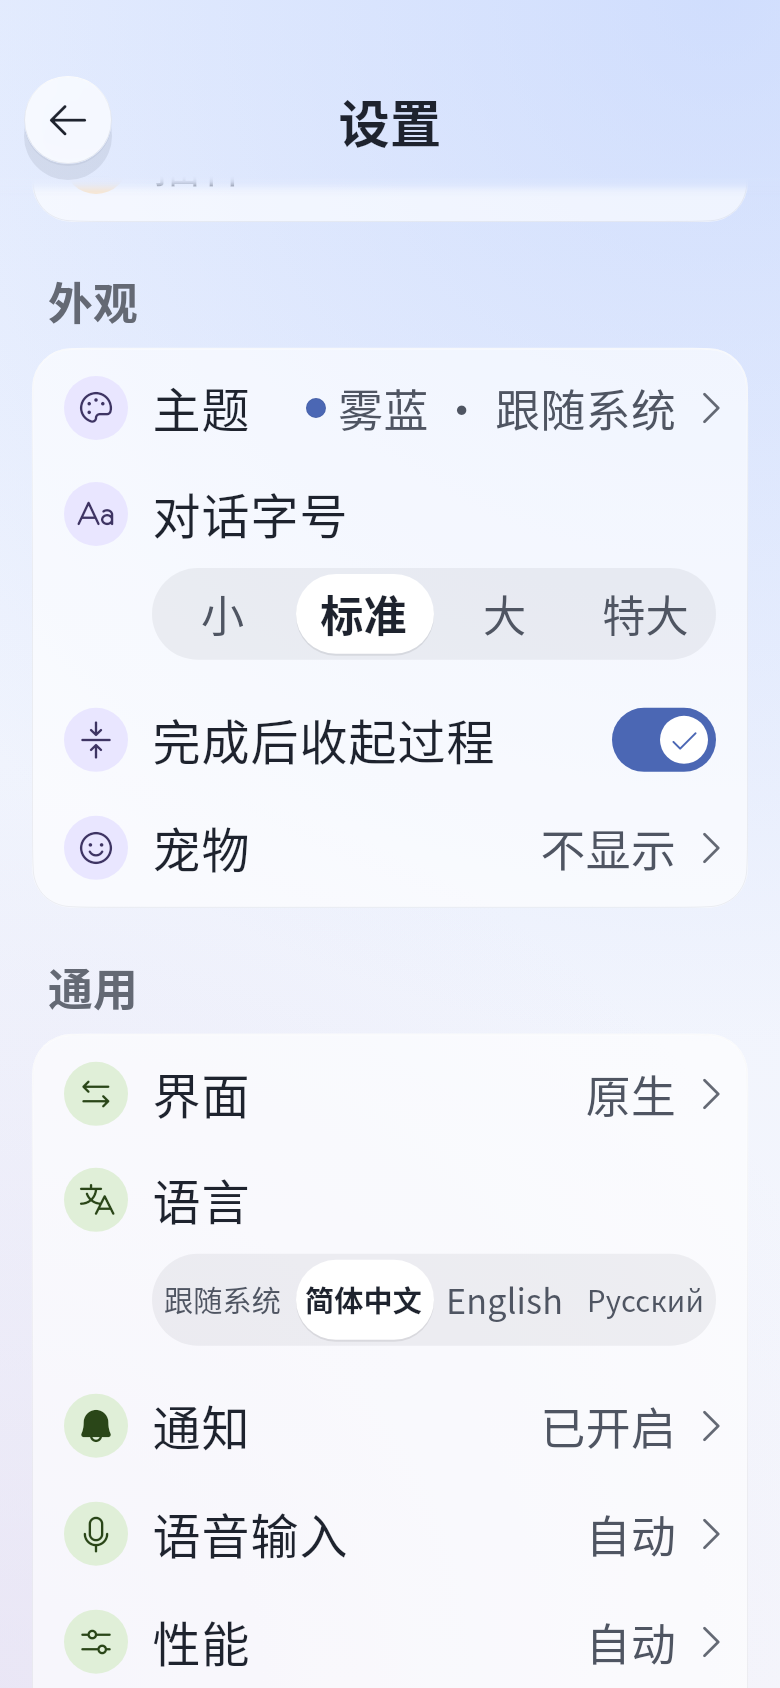 设置
外观
主题 雾蓝 · 跟随系统
Aa 对话字号
小 标准 大 特大
完成后收起过程
宠物 不显示
通用
界面 原生
文A 语言
跟随系统 简体中文 English Русский
通知 已开启
语音输入 自动
性能 自动